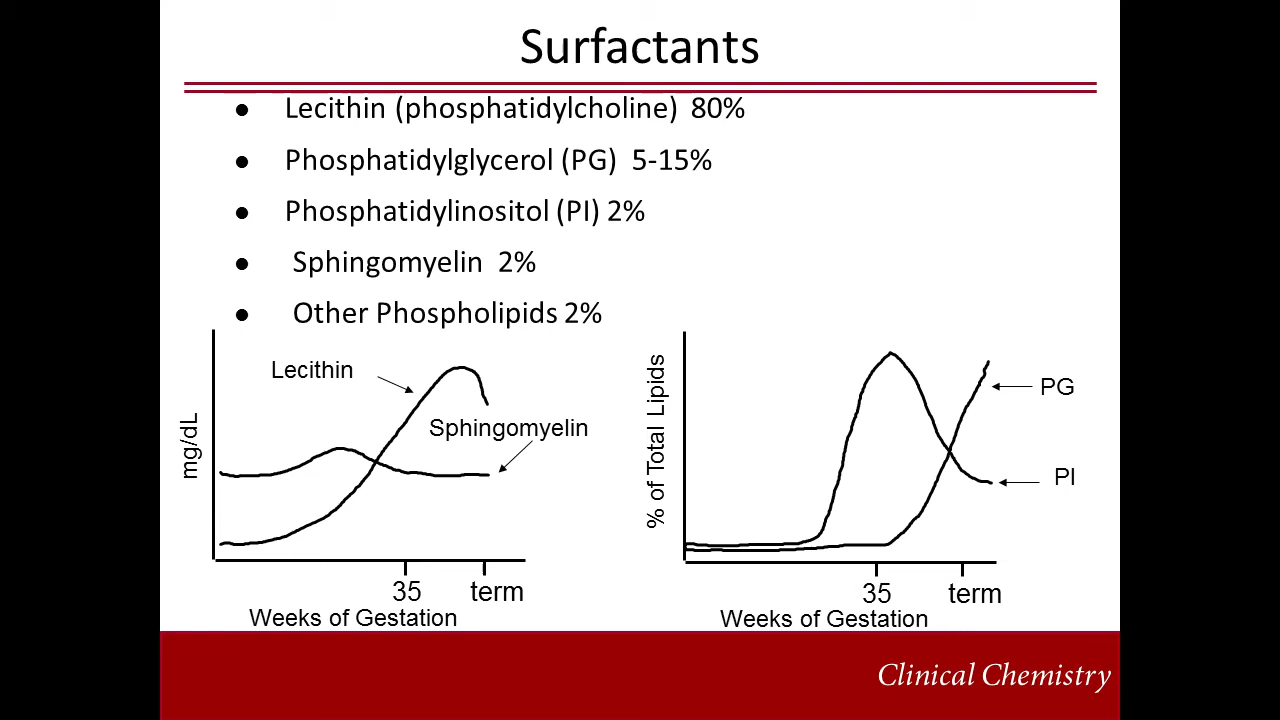 Surfactants
● Lecithin (phosphatidylcholine) 80%
● Phosphatidylglycerol (PG) 5-15%
● Phosphatidylinositol (PI) 2%
● Sphingomyelin 2%
● Other Phospholipids 2%
Lecithin
Sphingomyelin
mg/dL
35 term
Weeks of Gestation
% of Total Lipids
PG
PI
35 term
Weeks of Gestation
Clinical Chemistry